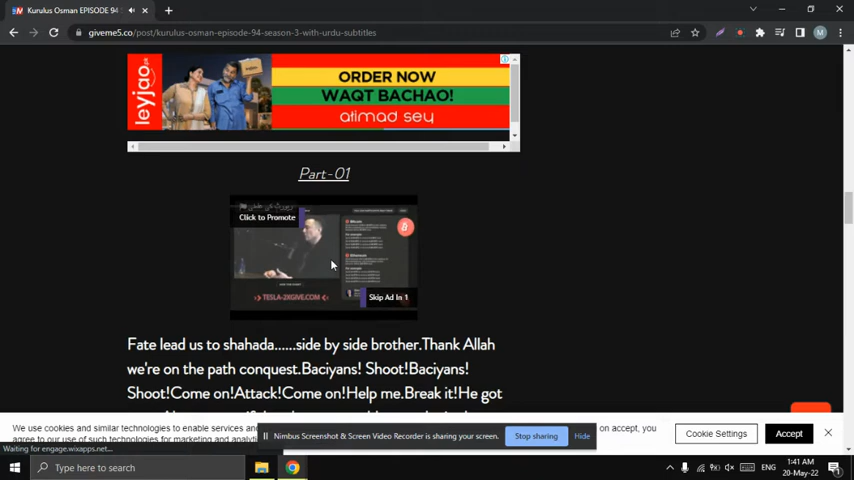 Kurulus Osman EPISODE 94
giveme5.co/post/kurulus-osman-episode-94-season-3-with-urdu-subtitles
M
leyjao.pk
ORDER NOW
WAQT BACHAO!
aitmad sey
Part-01
Click to Promote
TESLA-2XGIVE.COM
Skip Ad In 1
Fate lead us to shahada......side by side brother.Thank Allah
we're on the path conquest.Baciyans! Shoot!Baciyans!
Shoot!Come on!Attack!Come on!Help me.Break it!He got
We use cookies and similar technologies to enable services and
on accept, you
agree to our use of such technologies for marketing and
Nimbus Screenshot & Screen Video Recorder is sharing your screen.
Stop sharing
Hide
Cookie Settings
Accept
Waiting for engage.wixapps.net...
Type here to search
ENG
1:41 AM
20-May-22